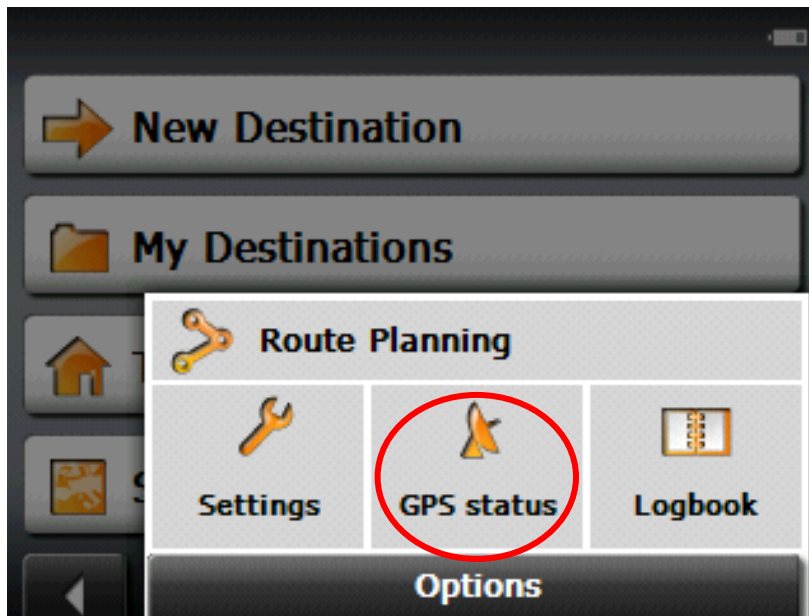 New Destination
My Destinations
Route Planning
Settings
GPS status
Logbook
Options